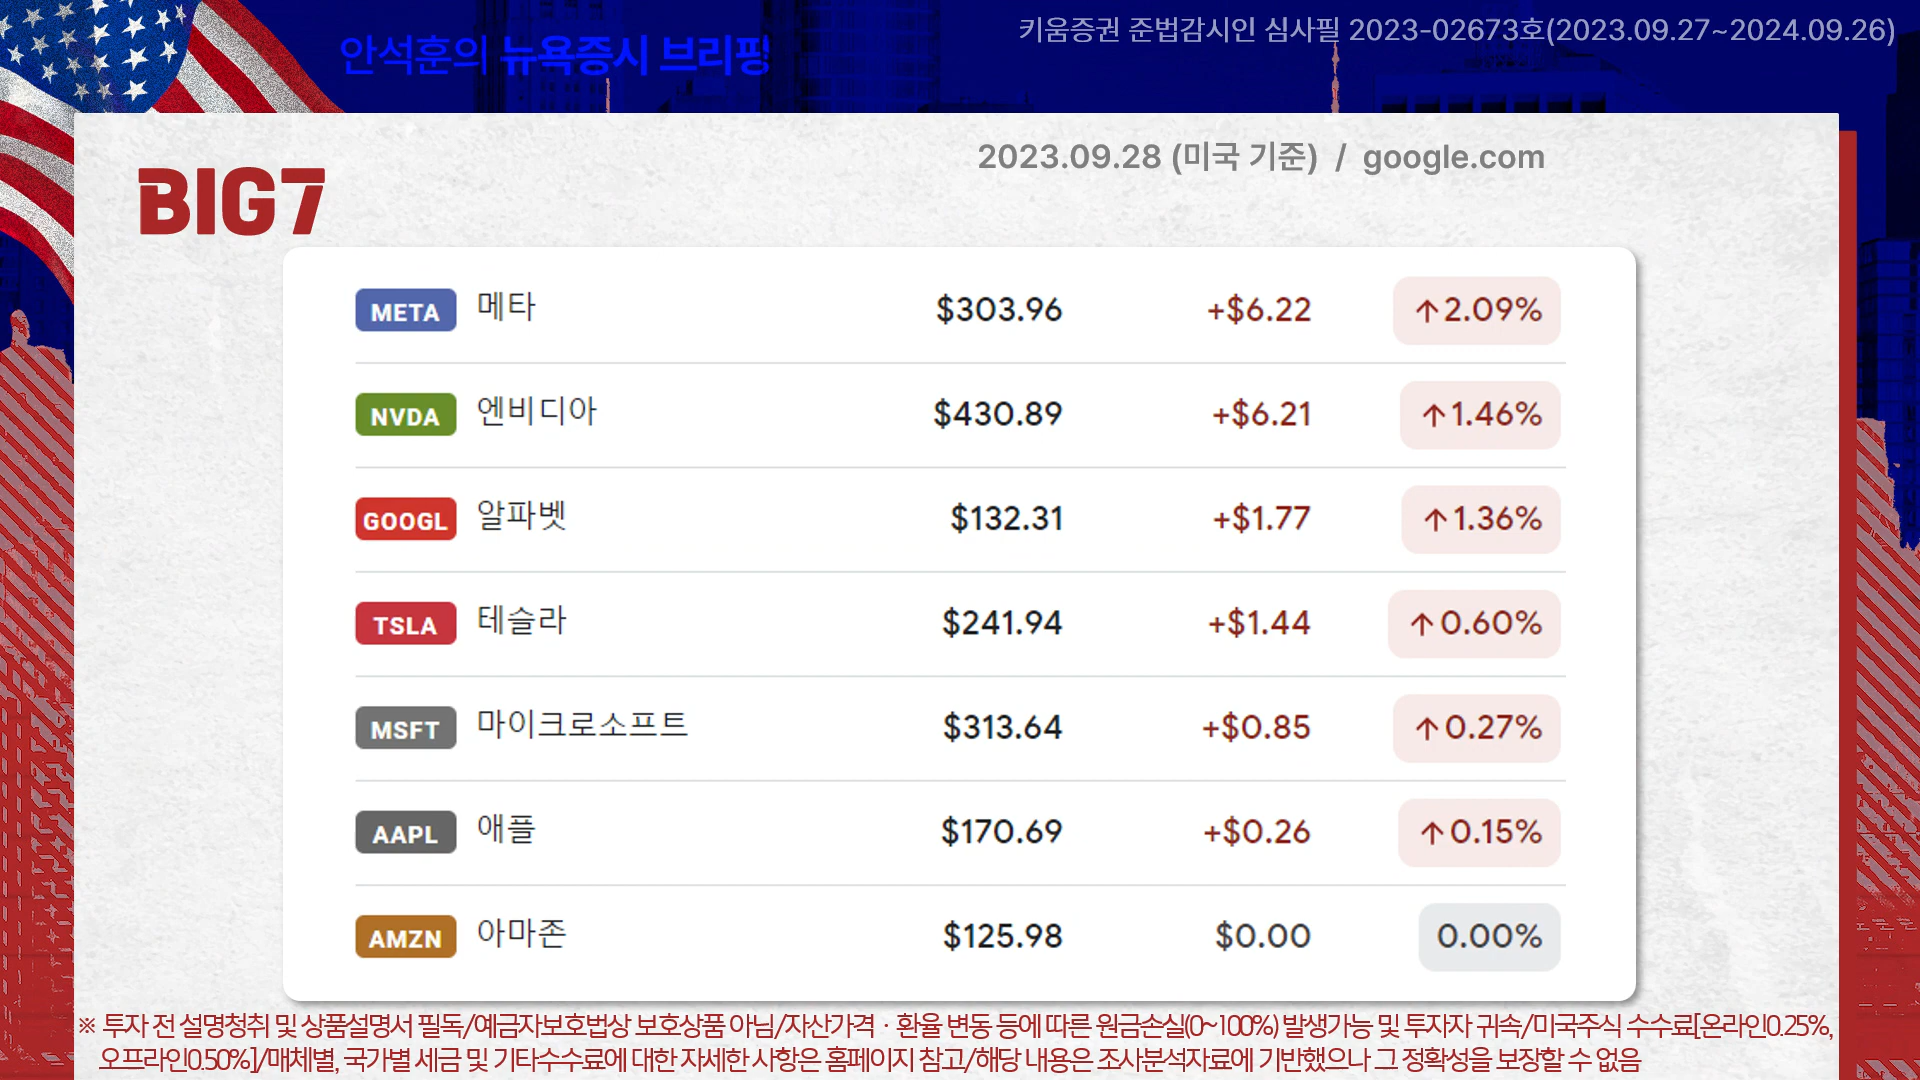 안석훈의 뉴욕증시 브리핑
키움증권 준법감시인 심사필 2023-02673호(2023.09.27~2024.09.26)
2023.09.28 (미국 기준) / google.com
BIG7
META 메타 $303.96 +$6.22 ↑2.09%
NVDA 엔비디아 $430.89 +$6.21 ↑1.46%
GOOGL 알파벳 $132.31 +$1.77 ↑1.36%
TSLA 테슬라 $241.94 +$1.44 ↑0.60%
MSFT 마이크로소프트 $313.64 +$0.85 ↑0.27%
AAPL 애플 $170.69 +$0.26 ↑0.15%
AMZN 아마존 $125.98 $0.00 0.00%
※ 투자 전 설명청취 및 상품설명서 필독/예금자보호법상 보호상품 아님/자산가격 · 환율 변동 등에 따른 원금손실(0~100%) 발생가능 및 투자자 귀속/미국주식 수수료[온라인0.25%,
오프라인0.50%]/매체별, 국가별 세금 및 기타수수료에 대한 자세한 사항은 홈페이지 참고/해당 내용은 조사분석자료에 기반했으나 그 정확성을 보장할 수 없음